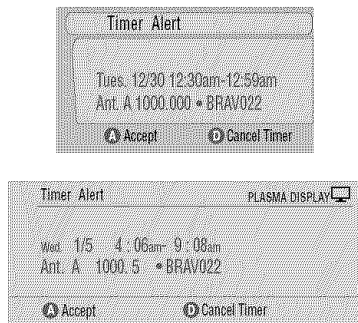 Timer Alert
Tues. 12/30 12:30am-12:59am
Ant. A 1000.000 • BRAV022
A Accept D Cancel Timer
Timer Alert PLASMA DISPLAY
Wed. 1/5 4 : 06am- 9 : 08am
Ant. A 1000. 5 • BRAV022
A Accept D Cancel Timer